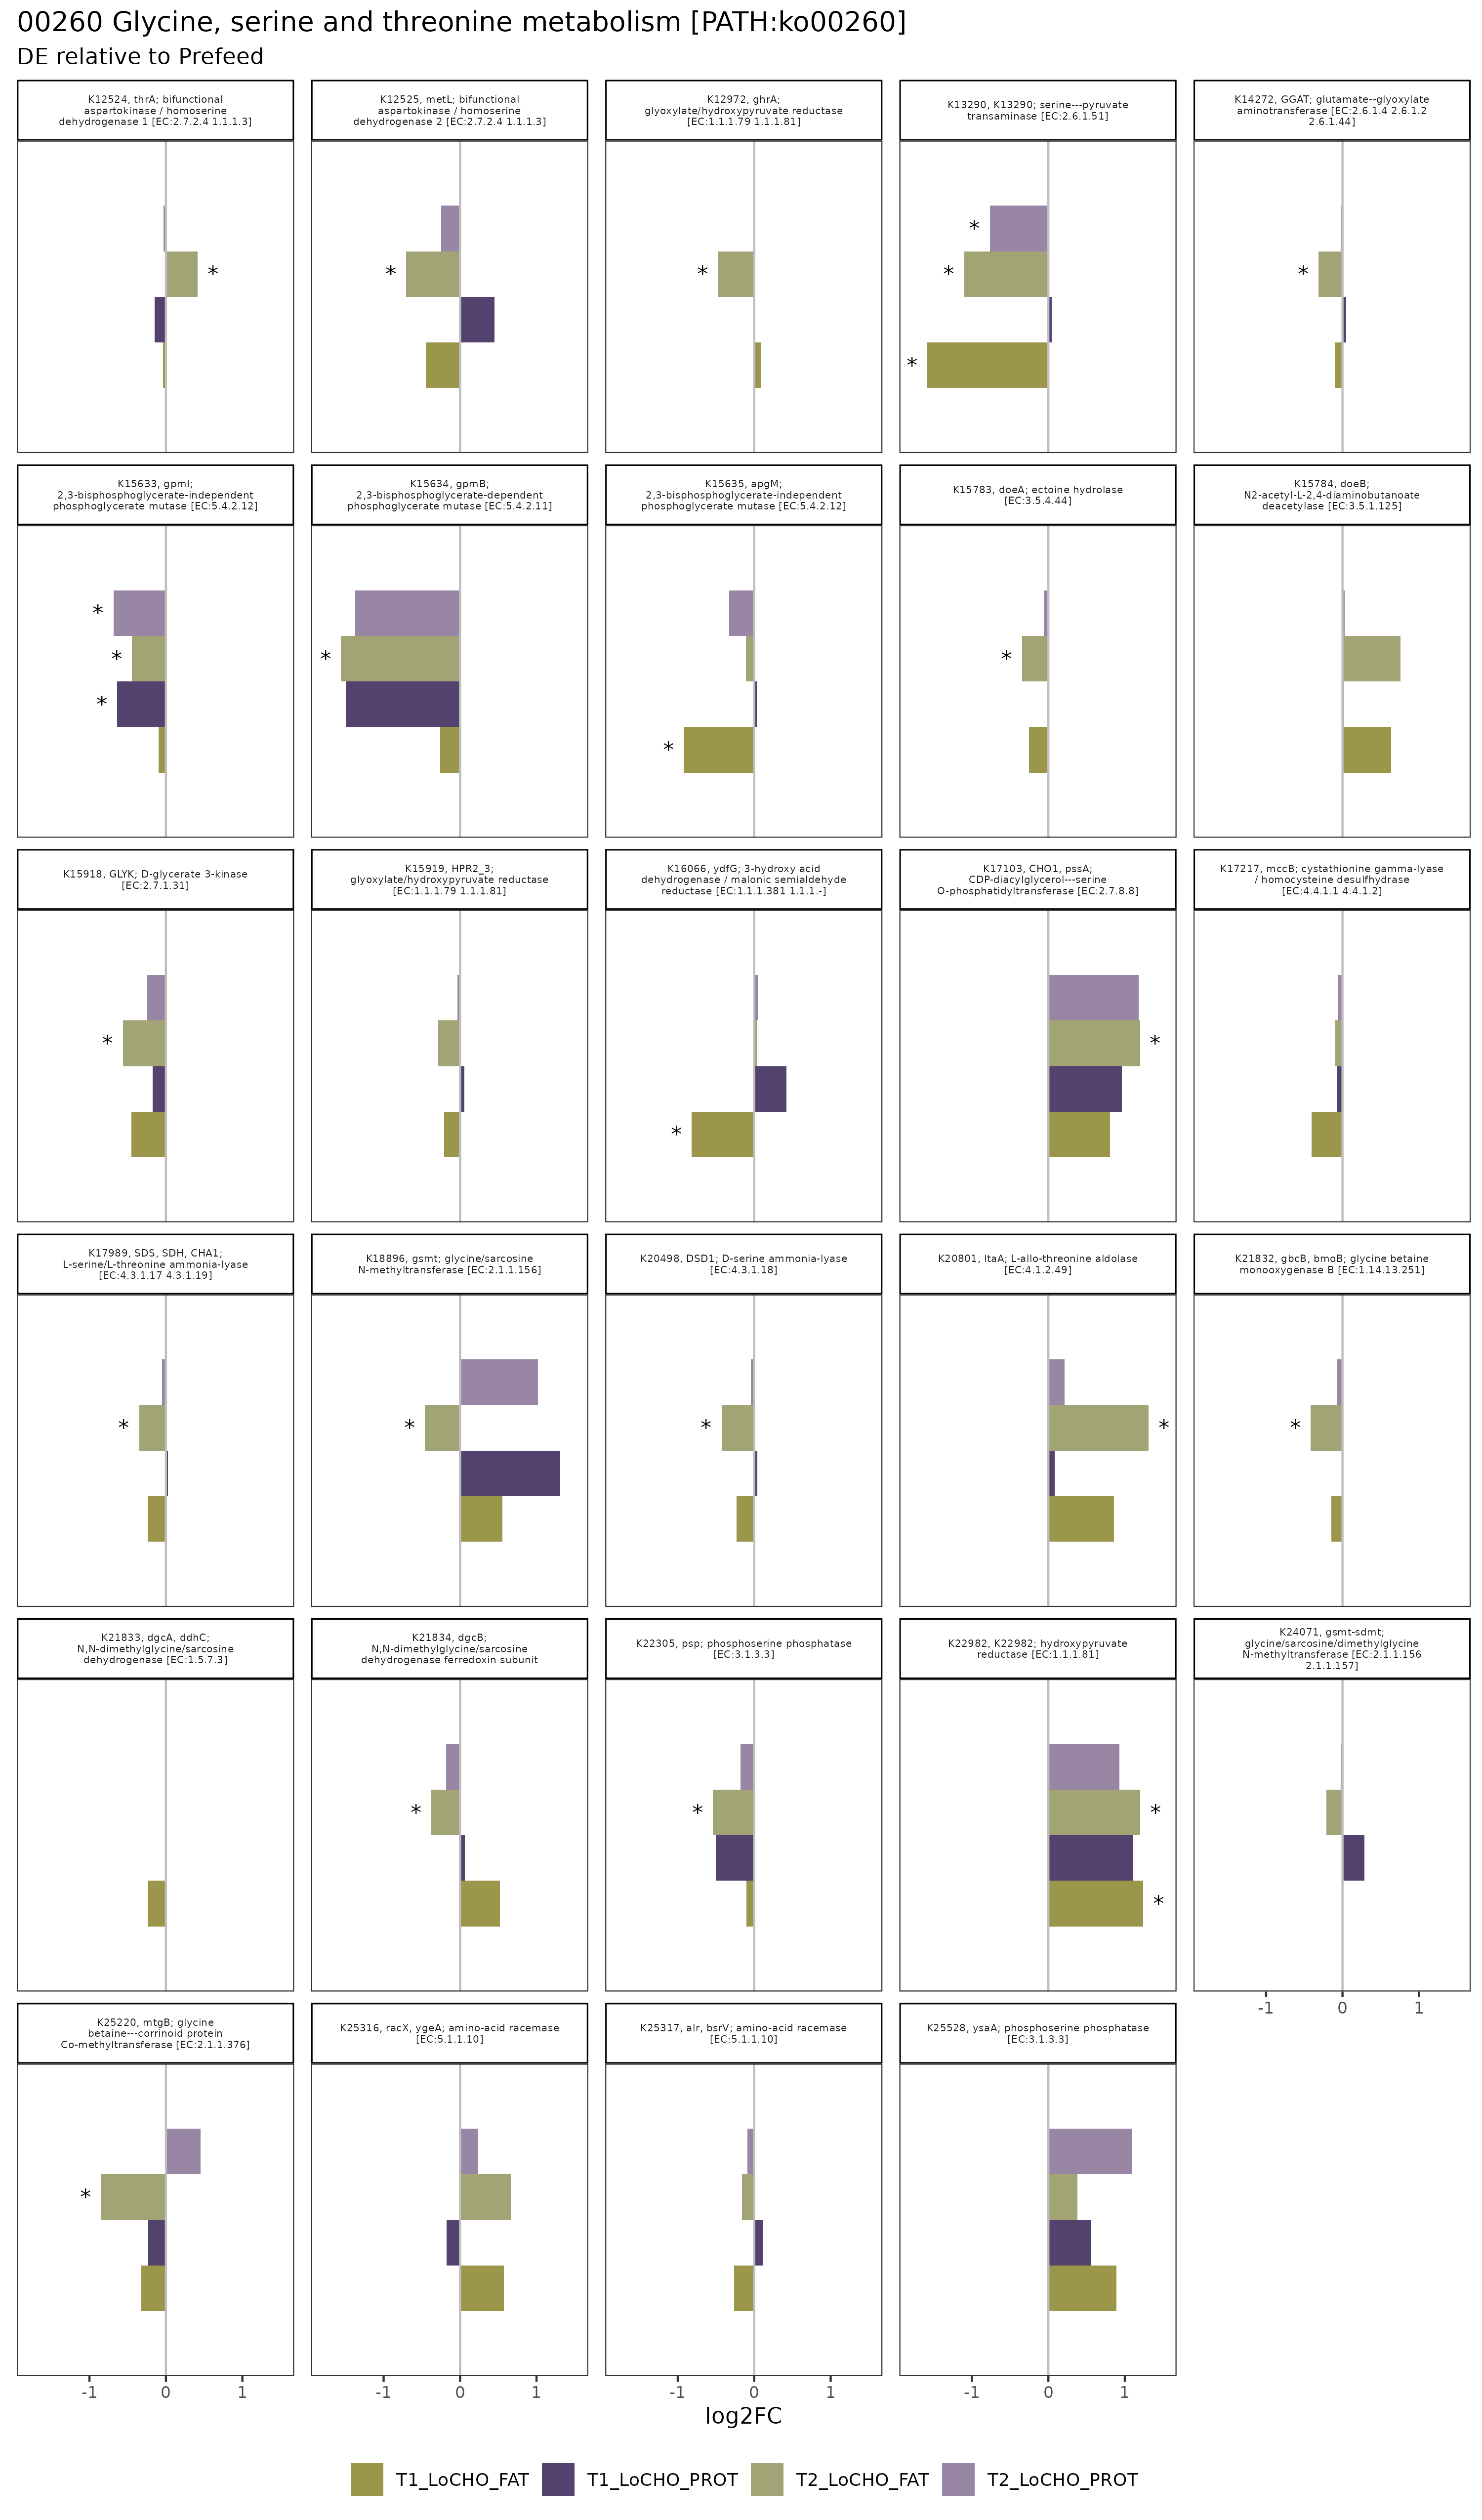 00260 Glycine, serine and threonine metabolism [PATH:ko00260]
DE relative to Prefeed
K12524, thrA; bifunctional
aspartokinase / homoserine
dehydrogenase 1 [EC:2.7.2.4 1.1.1.3]
K12525, metL; bifunctional
aspartokinase / homoserine
dehydrogenase 2 [EC:2.7.2.4 1.1.1.3]
K12972, ghrA;
glyoxylate/hydroxypyruvate reductase
[EC:1.1.1.79 1.1.1.81]
K13290, K13290; serine---pyruvate
transaminase [EC:2.6.1.51]
K14272, GGAT; glutamate--glyoxylate
aminotransferase [EC:2.6.1.4 2.6.1.2
2.6.1.44]
*
*
*
*
*
*
*
K15633, gpmI;
2,3-bisphosphoglycerate-independent
phosphoglycerate mutase [EC:5.4.2.12]
K15634, gpmB;
2,3-bisphosphoglycerate-dependent
phosphoglycerate mutase [EC:5.4.2.11]
K15635, apgM;
2,3-bisphosphoglycerate-independent
phosphoglycerate mutase [EC:5.4.2.12]
K15783, doeA; ectoine hydrolase
[EC:3.5.4.44]
K15784, doeB;
N2-acetyl-L-2,4-diaminobutanoate
deacetylase [EC:3.5.1.125]
*
*
*
*
*
*
K15918, GLYK; D-glycerate 3-kinase
[EC:2.7.1.31]
K15919, HPR2_3;
glyoxylate/hydroxypyruvate reductase
[EC:1.1.1.79 1.1.1.81]
K16066, ydfG; 3-hydroxy acid
dehydrogenase / malonic semialdehyde
reductase [EC:1.1.1.381 1.1.1.-]
K17103, CHO1, pssA;
CDP-diacylglycerol---serine
O-phosphatidyltransferase [EC:2.7.8.8]
K17217, mccB; cystathionine gamma-lyase
/ homocysteine desulfhydrase
[EC:4.4.1.1 4.4.1.2]
*
*
*
K17989, SDS, SDH, CHA1;
L-serine/L-threonine ammonia-lyase
[EC:4.3.1.17 4.3.1.19]
K18896, gsmt; glycine/sarcosine
N-methyltransferase [EC:2.1.1.156]
K20498, DSD1; D-serine ammonia-lyase
[EC:4.3.1.18]
K20801, ltaA; L-allo-threonine aldolase
[EC:4.1.2.49]
K21832, gbcB, bmoB; glycine betaine
monooxygenase B [EC:1.14.13.251]
*
*
*
*
*
K21833, dgcA, ddhC;
N,N-dimethylglycine/sarcosine
dehydrogenase [EC:1.5.7.3]
K21834, dgcB;
N,N-dimethylglycine/sarcosine
dehydrogenase ferredoxin subunit
K22305, psp; phosphoserine phosphatase
[EC:3.1.3.3]
K22982, K22982; hydroxypyruvate
reductase [EC:1.1.1.81]
K24071, gsmt-sdmt;
glycine/sarcosine/dimethylglycine
N-methyltransferase [EC:2.1.1.156
2.1.1.157]
*
*
*
*
-1 0 1
K25220, mtgB; glycine
betaine---corrinoid protein
Co-methyltransferase [EC:2.1.1.376]
K25316, racX, ygeA; amino-acid racemase
[EC:5.1.1.10]
K25317, alr, bsrV; amino-acid racemase
[EC:5.1.1.10]
K25528, ysaA; phosphoserine phosphatase
[EC:3.1.3.3]
*
-1 0 1 -1 0 1 -1 0 1 -1 0 1
log2FC
T1_LoCHO_FAT T1_LoCHO_PROT T2_LoCHO_FAT T2_LoCHO_PROT